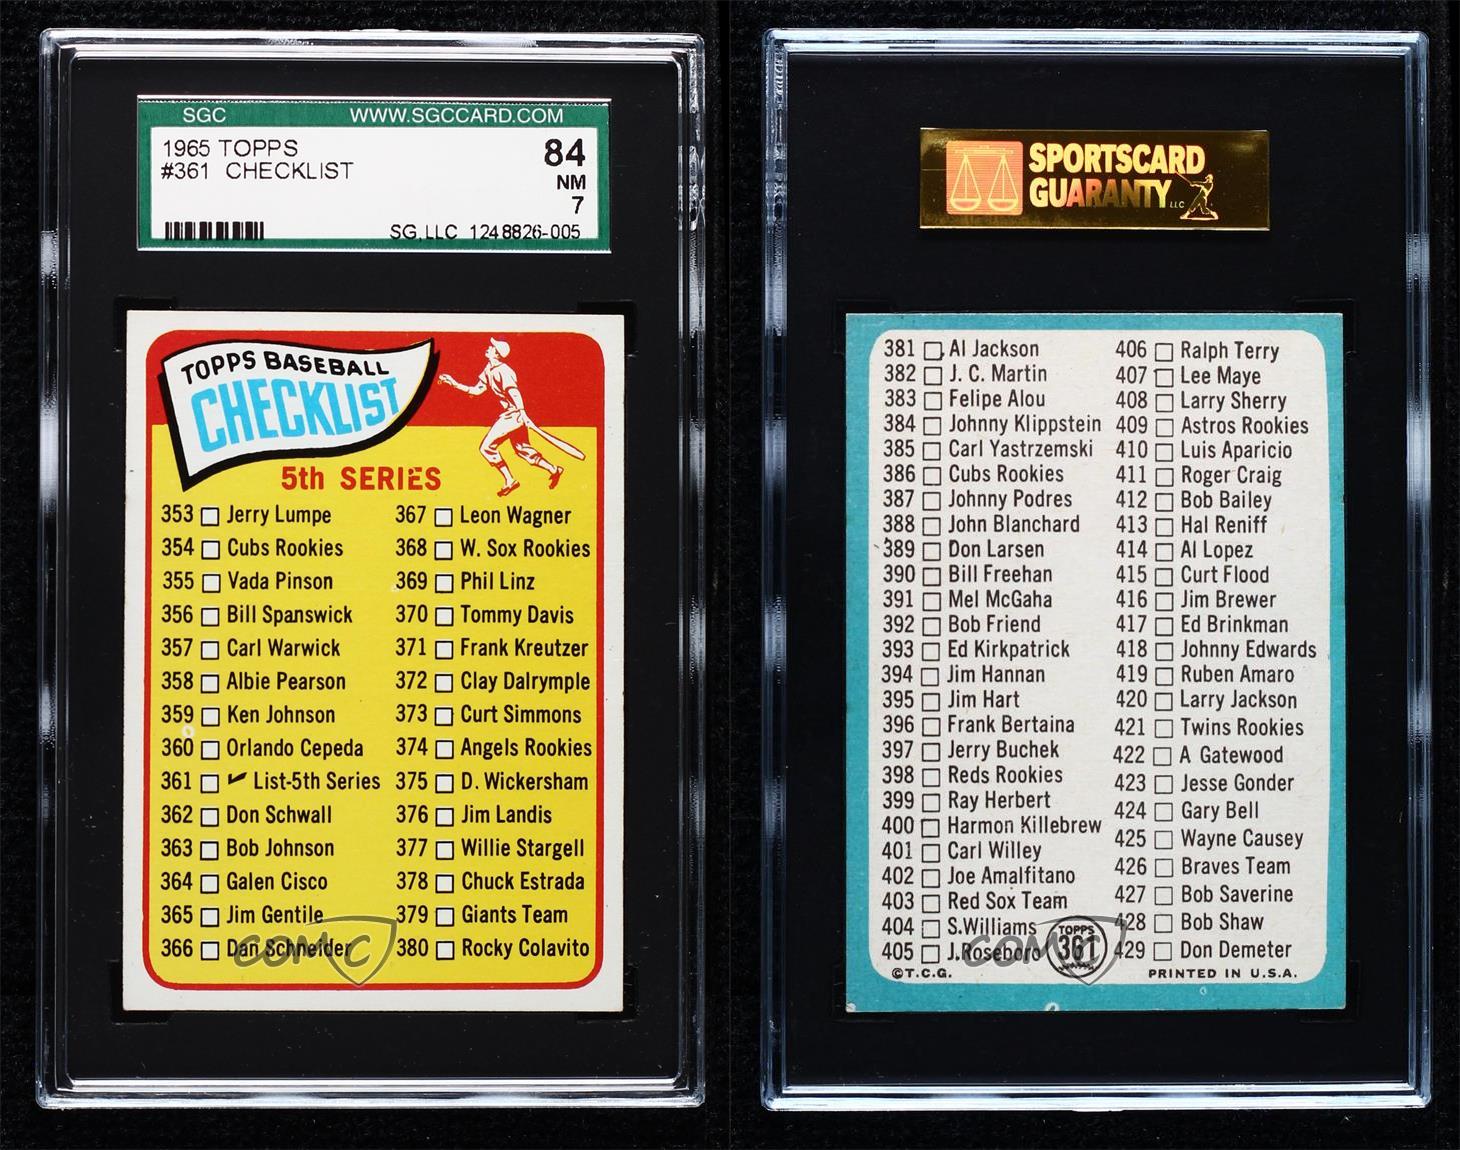 SGC WWW.SGCCARD.COM
1965 TOPPS 84
#361 CHECKLIST NM
7
SG,LLC 1248826-005
TOPPS BASEBALL
CHECKLIST
5th SERIES
353 Jerry Lumpe
354 Cubs Rookies
355 Vada Pinson
356 Bill Spanswick
357 Carl Warwick
358 Albie Pearson
359 Ken Johnson
360 Orlando Cepeda
361 List-5th Series
362 Don Schwall
363 Bob Johnson
364 Galen Cisco
365 Jim Gentile
366 Dan Schneider
367 Leon Wagner
368 W. Sox Rookies
369 Phil Linz
370 Tommy Davis
371 Frank Kreutzer
372 Clay Dalrymple
373 Curt Simmons
374 Angels Rookies
375 D. Wickersham
376 Jim Landis
377 Willie Stargell
378 Chuck Estrada
379 Giants Team
380 Rocky Colavito
COMC
SPORTSCARD
GUARANTY LLC
381 Al Jackson
382 J. C. Martin
383 Felipe Alou
384 Johnny Klippstein
385 Carl Yastrzemski
386 Cubs Rookies
387 Johnny Podres
388 John Blanchard
389 Don Larsen
390 Bill Freehan
391 Mel McGaha
392 Bob Friend
393 Ed Kirkpatrick
394 Jim Hannan
395 Jim Hart
396 Frank Bertaina
397 Jerry Buchek
398 Reds Rookies
399 Ray Herbert
400 Harmon Killebrew
401 Carl Willey
402 Joe Amalfitano
403 Red Sox Team
404 S.Williams
405 J.Roseboro
406 Ralph Terry
407 Lee Maye
408 Larry Sherry
409 Astros Rookies
410 Luis Aparicio
411 Roger Craig
412 Bob Bailey
413 Hal Reniff
414 Al Lopez
415 Curt Flood
416 Jim Brewer
417 Ed Brinkman
418 Johnny Edwards
419 Ruben Amaro
420 Larry Jackson
421 Twins Rookies
422 A Gatewood
423 Jesse Gonder
424 Gary Bell
425 Wayne Causey
426 Braves Team
427 Bob Saverine
428 Bob Shaw
429 Don Demeter
TOPPS
361
COMC
©T.C.G. PRINTED IN U.S.A.